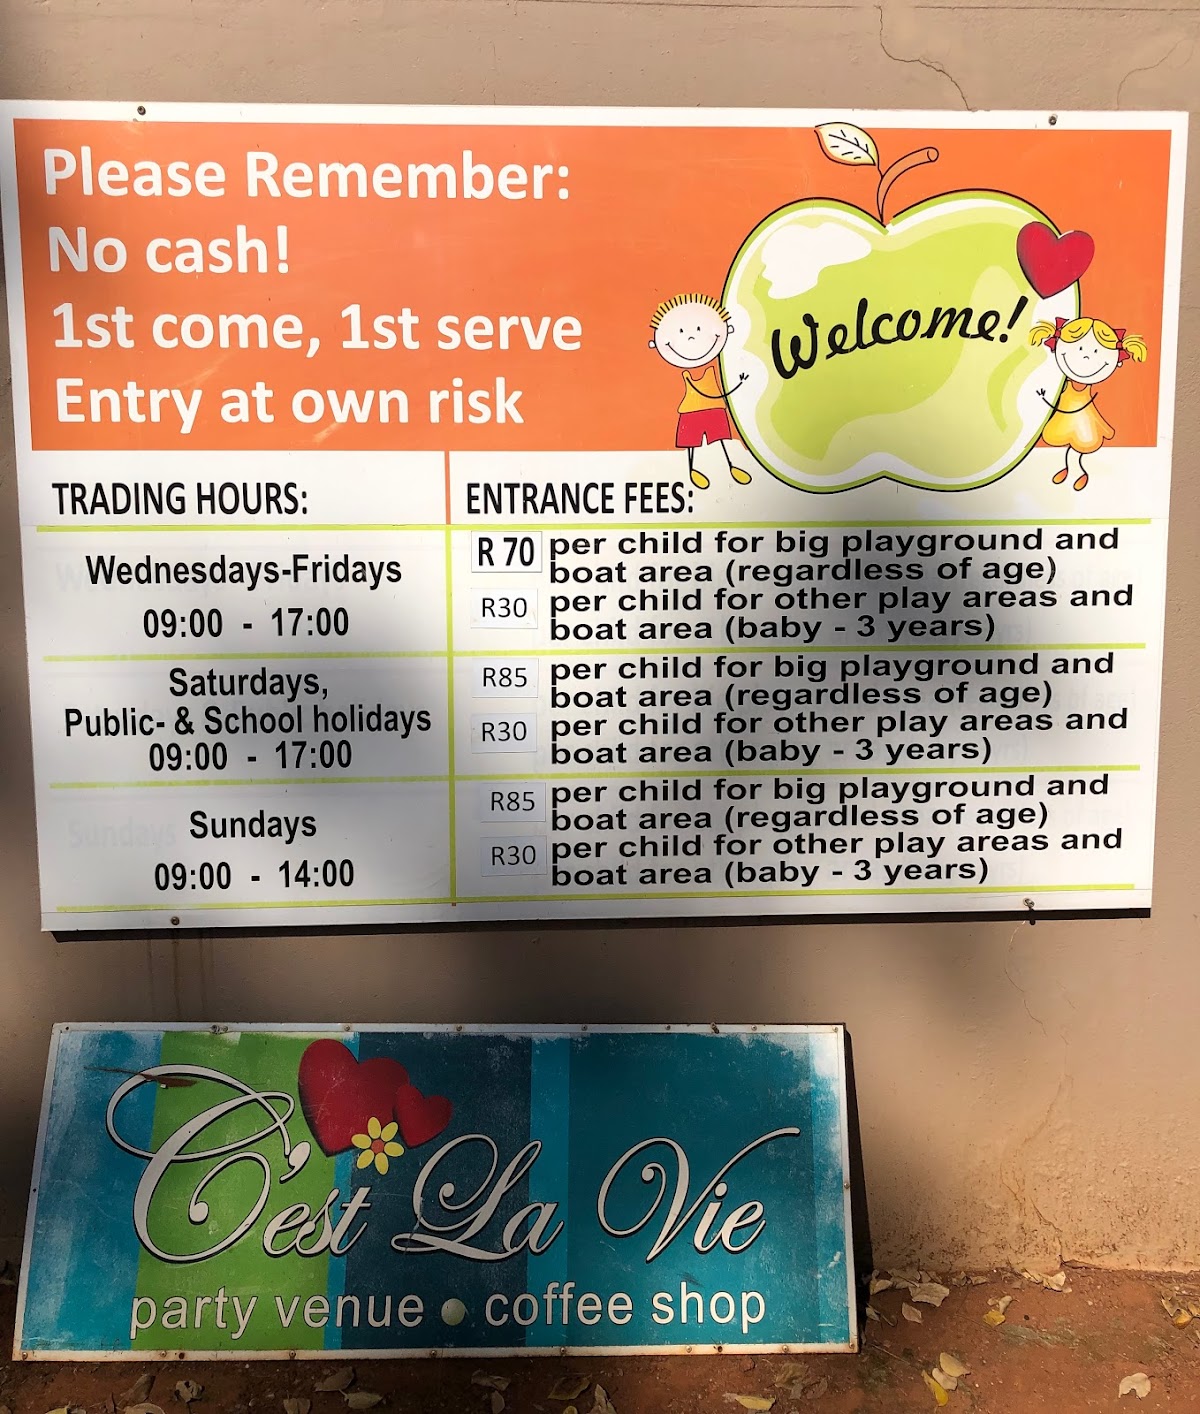 Please Remember:
No cash!
1st come, 1st serve
Entry at own risk
Welcome!
TRADING HOURS:
ENTRANCE FEES:
Wednesdays-Fridays
09:00 - 17:00
R 70 per child for big playground and
boat area (regardless of age)
R30 per child for other play areas and
boat area (baby - 3 years)
Saturdays,
Public- & School holidays
09:00 - 17:00
R85 per child for big playground and
boat area (regardless of age)
R30 per child for other play areas and
boat area (baby - 3 years)
Sundays
09:00 - 14:00
R85 per child for big playground and
boat area (regardless of age)
R30 per child for other play areas and
boat area (baby - 3 years)
C'est La Vie
party venue • coffee shop